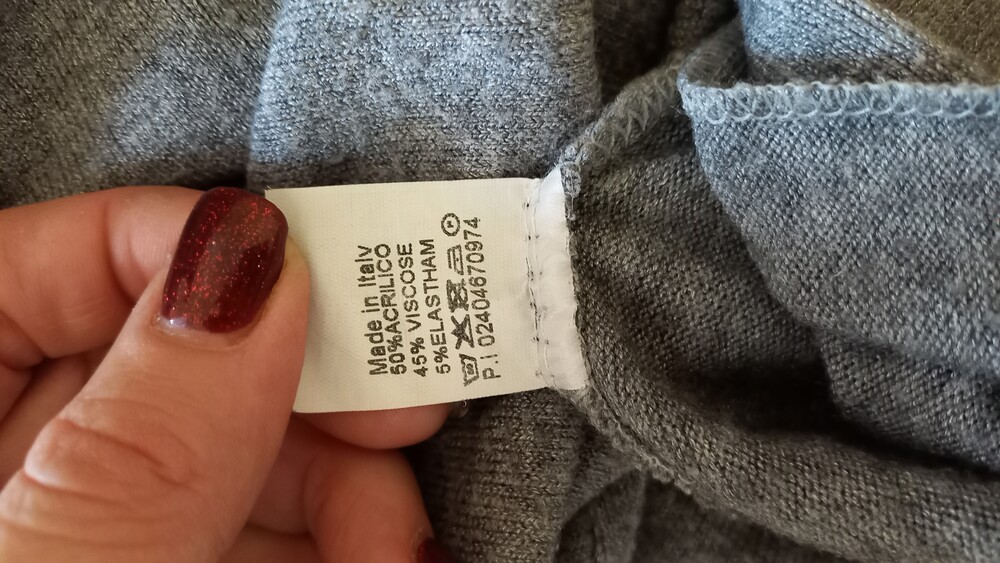 Made in Italy
50%ACRILICO
45% VISCOSE
5%ELASTHAM
P.I 02404670974